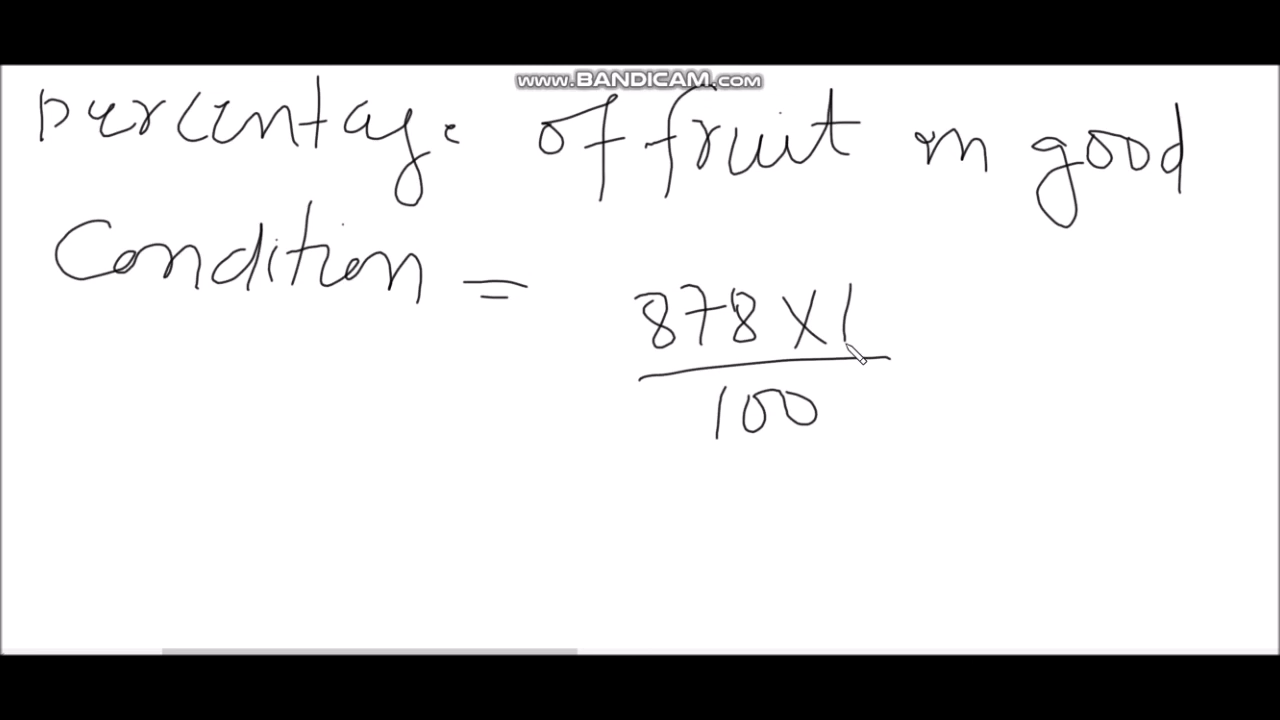 www.BANDICAM.com
percentage of fruit in good
Condition =
878 X 1
100